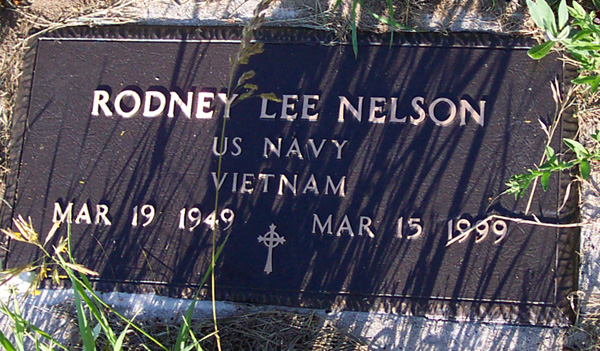 RODNEY LEE NELSON
US NAVY
VIETNAM
MAR 19 1949 MAR 15 1999